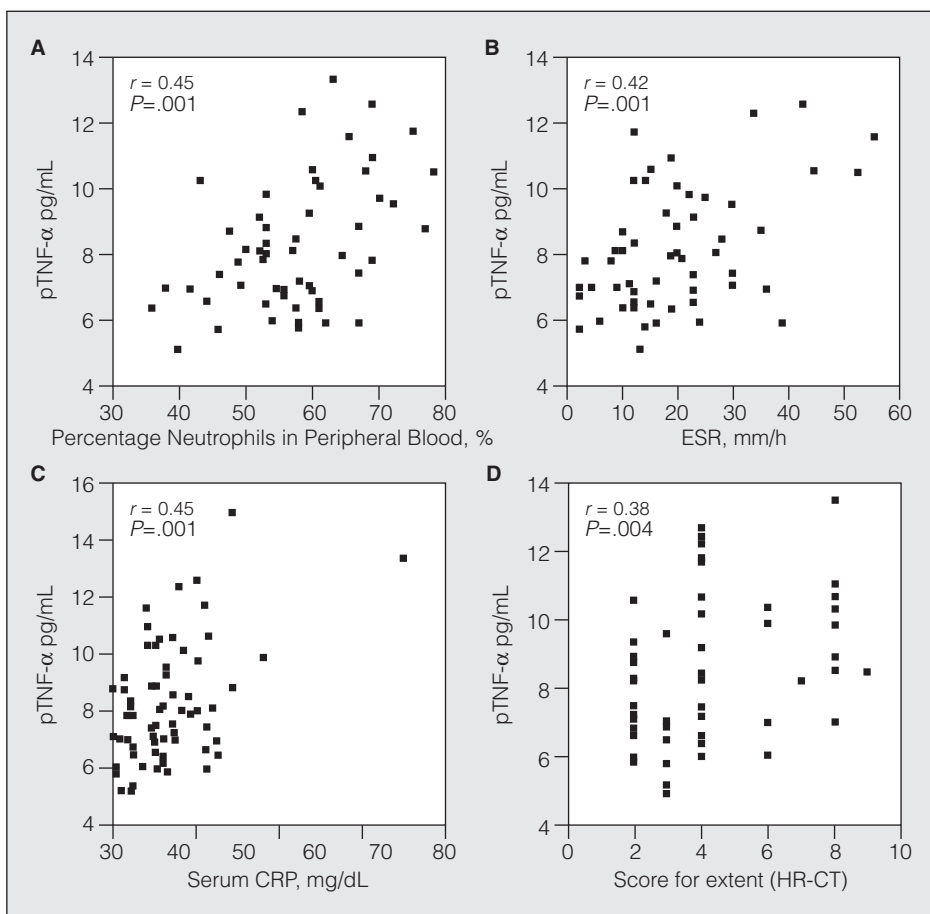 A
r = 0.45
P=.001
14
12
10
8
6
4
pTNF-α pg/mL
30 40 50 60 70 80
Percentage Neutrophils in Peripheral Blood, %
B
r = 0.42
P=.001
14
12
10
8
6
4
pTNF-α pg/mL
0 10 20 30 40 50 60
ESR, mm/h
C
r = 0.45
P=.001
16
14
12
10
8
6
4
pTNF-α pg/mL
30 40 50 60 70 80
Serum CRP, mg/dL
D
r = 0.38
P=.004
14
12
10
8
6
4
pTNF-α pg/mL
0 2 4 6 8 10
Score for extent (HR-CT)